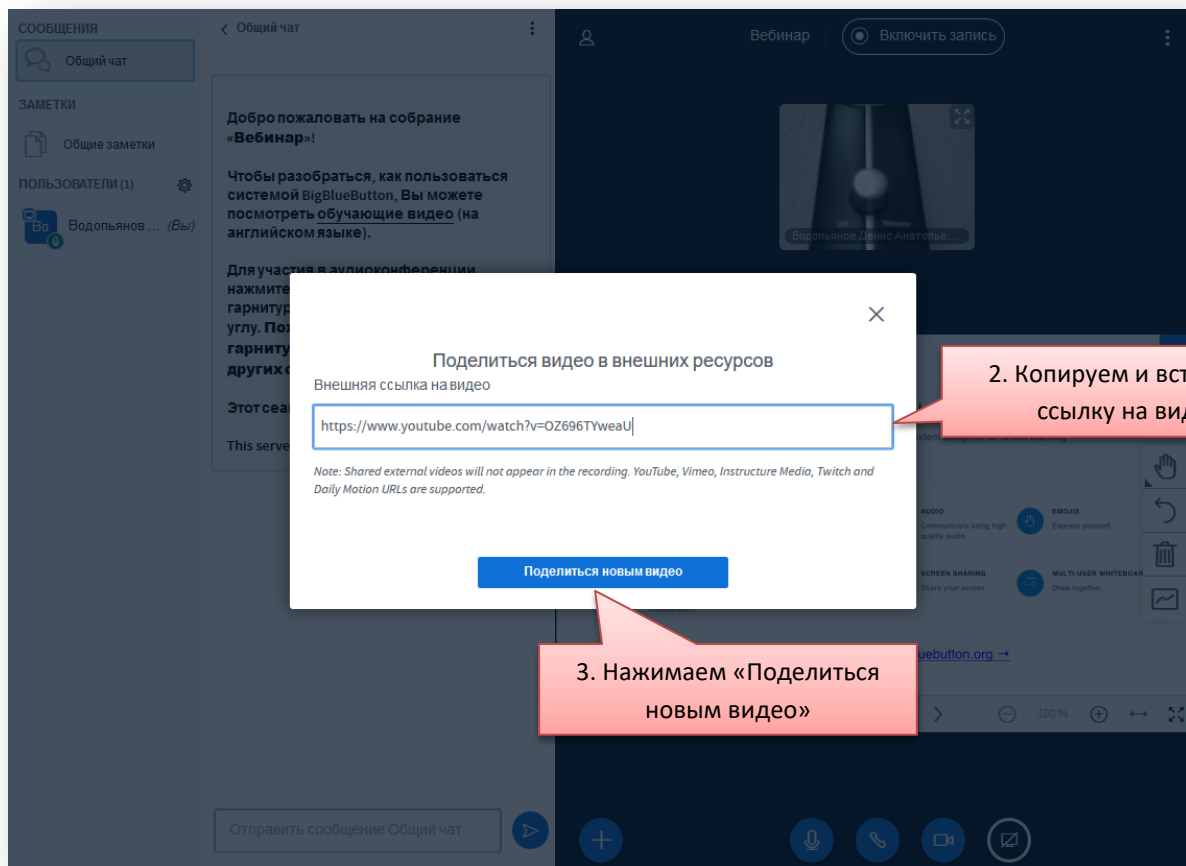 СООБЩЕНИЯ
Общий чат
ЗАМЕТКИ
Общие заметки
ПОЛЬЗОВАТЕЛИ (1)
Во
Водопьянов ... (Вы)
Общий чат
Добро пожаловать на собрание
«Вебинар»!
Чтобы разобраться, как пользоваться
системой BigBlueButton, Вы можете
посмотреть обучающие видео (на
английском языке).
Для участия в аудиоконференции
нажмите
гарнитур
углу. По
гарниту
других
Этот сеа
This serve
Отправить сообщение Общий чат
Вебинар
Включить запись
Водопьянов Денис Анатолье...
Поделиться видео в внешних ресурсов
Внешняя ссылка на видео
https://www.youtube.com/watch?v=OZ696TYweaU
Note: Shared external videos will not appear in the recording. YouTube, Vimeo, Instructure Media, Twitch and
Daily Motion URLs are supported.
Поделиться новым видео
2. Копируем и вст
ссылку на вид
3. Нажимаем «Поделиться
новым видео»
AUDIO
Communicate using high
quality audio.
EMOJIS
Express yourself.
SCREEN SHARING
Share your screen.
MULTI-USER WHITEBOAR
Draw together.
uebutton.org →
100 %